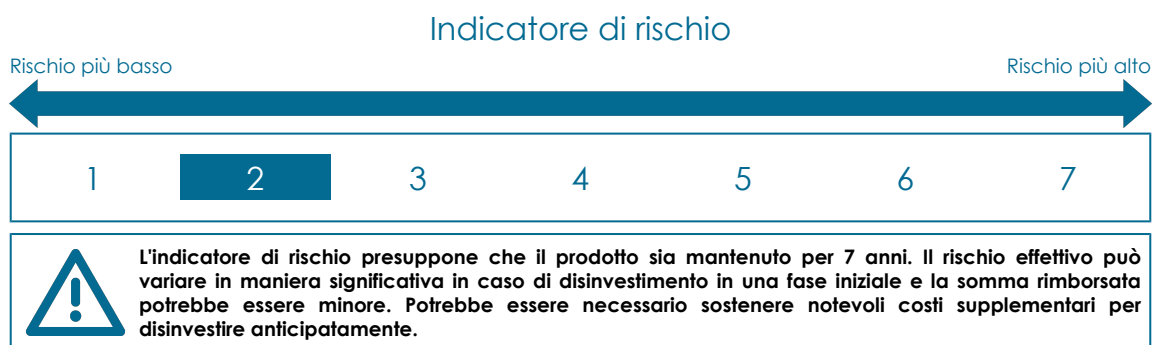 Indicatore di rischio
Rischio più basso
Rischio più alto
1 2 3 4 5 6 7
L'indicatore di rischio presuppone che il prodotto sia mantenuto per 7 anni. Il rischio effettivo può
variare in maniera significativa in caso di disinvestimento in una fase iniziale e la somma rimborsata
potrebbe essere minore. Potrebbe essere necessario sostenere notevoli costi supplementari per
disinvestire anticipatamente.